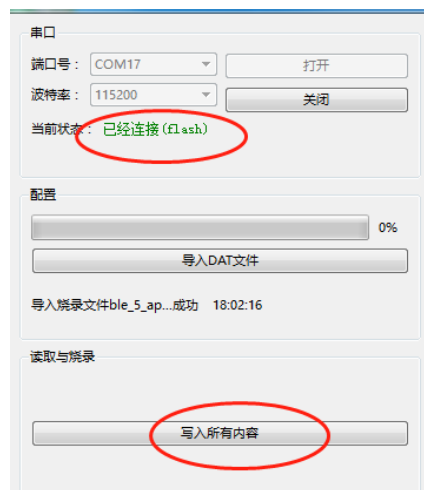 串口
端口号： COM17 打开
波特率： 115200 关闭
当前状态： 已经连接(flash)
配置
0%
导入DAT文件
导入烧录文件ble_5_ap...成功 18:02:16
读取与烧录
写入所有内容